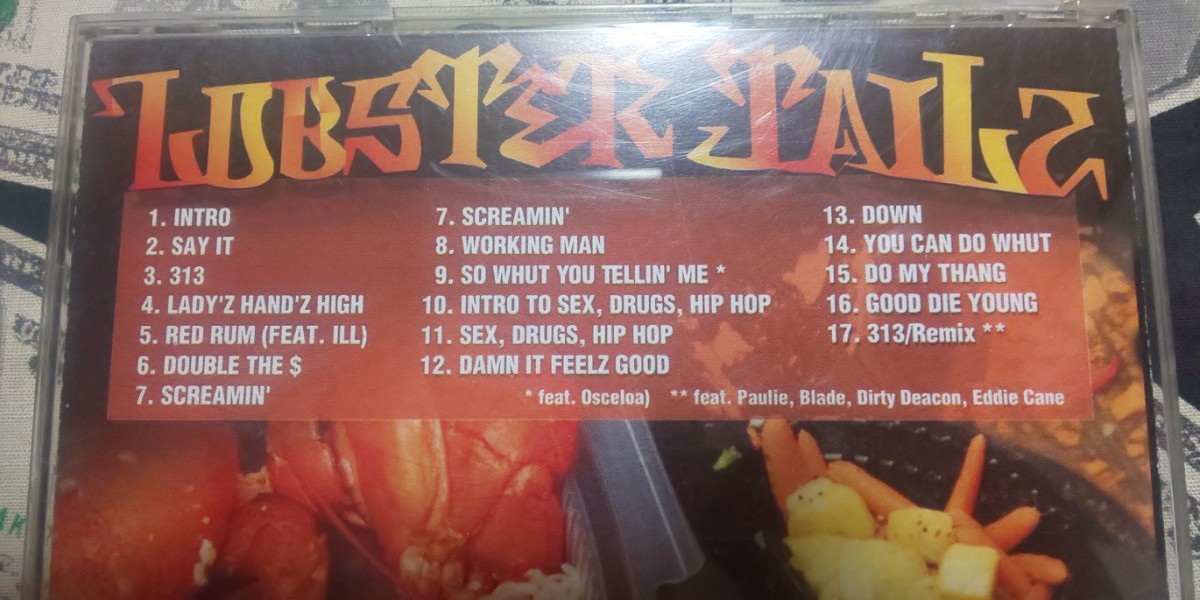 LOBSTER TAILZ
1. INTRO
2. SAY IT
3. 313
4. LADY'Z HAND'Z HIGH
5. RED RUM (FEAT. ILL)
6. DOUBLE THE $
7. SCREAMIN'
7. SCREAMIN'
8. WORKING MAN
9. SO WHUT YOU TELLIN' ME *
10. INTRO TO SEX, DRUGS, HIP HOP
11. SEX, DRUGS, HIP HOP
12. DAMN IT FEELZ GOOD
13. DOWN
14. YOU CAN DO WHUT
15. DO MY THANG
16. GOOD DIE YOUNG
17. 313/Remix **
* feat. Osceloa) ** feat. Paulie, Blade, Dirty Deacon, Eddie Cane